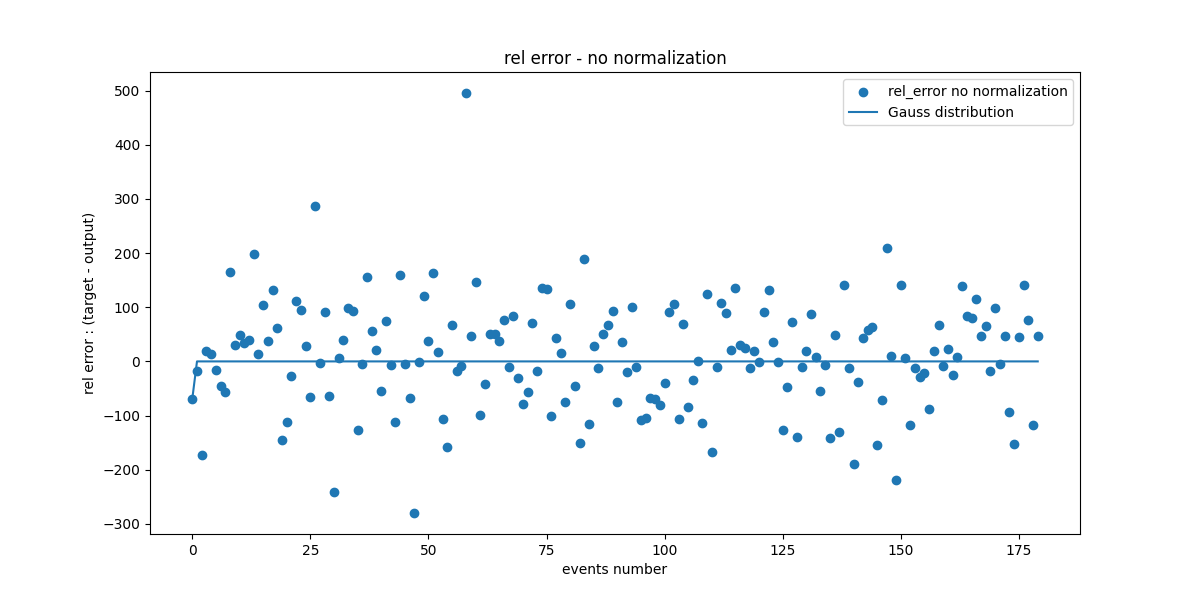 rel error - no normalization
rel_error no normalization
Gauss distribution
500
400
300
200
100
0
−100
−200
−300
rel error : (target - output)
0 25 50 75 100 125 150 175
events number